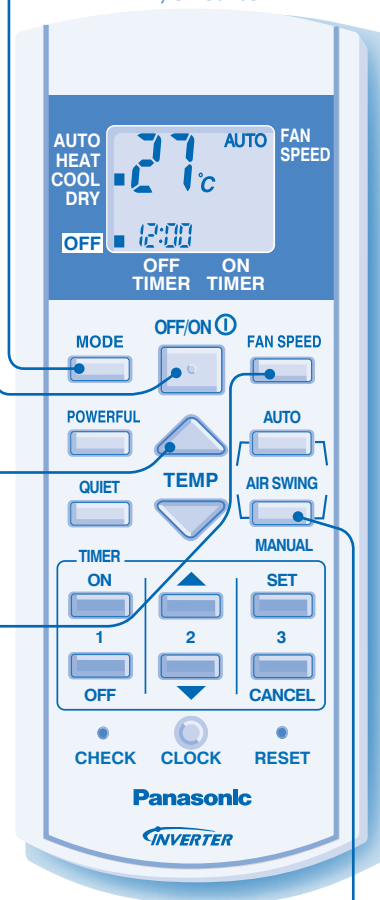 AUTO
HEAT
COOL
DRY
27°C
AUTO
FAN
SPEED
OFF
12:00
OFF
TIMER
ON
TIMER
OFF/ON
MODE
FAN SPEED
POWERFUL
AUTO
QUIET
TEMP
AIR SWING
MANUAL
TIMER
ON
SET
1
2
3
OFF
CANCEL
CHECK
CLOCK
RESET
Panasonic
INVERTER